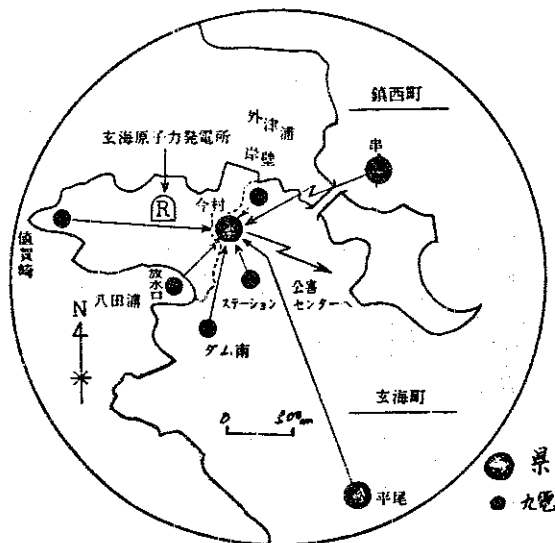 鎮西町
外津浦
岸壁
串
玄海原子力発電所
R
今村
値賀崎
放水口
八田浦
ステーション
公害
センターへ
N
ダム南
0 500m
玄海町
平尾
県
九電